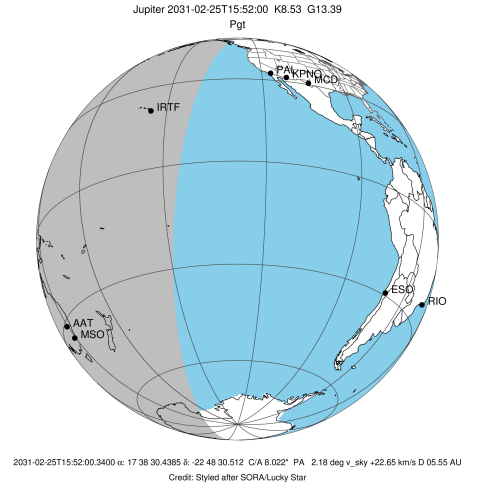 Jupiter 2031-02-25T15:52:00 K8.53 G13.39
Pgt
PAL
KPNO
MCD
IRTF
ESO
RIO
AAT
MSO
2031-02-25T15:52:00.3400 α: 17 38 30.4385 δ: -22 48 30.512 C/A 8.022" PA 2.18 deg v_sky +22.65 km/s D 05.55 AU
Credit: Styled after SORA/Lucky Star